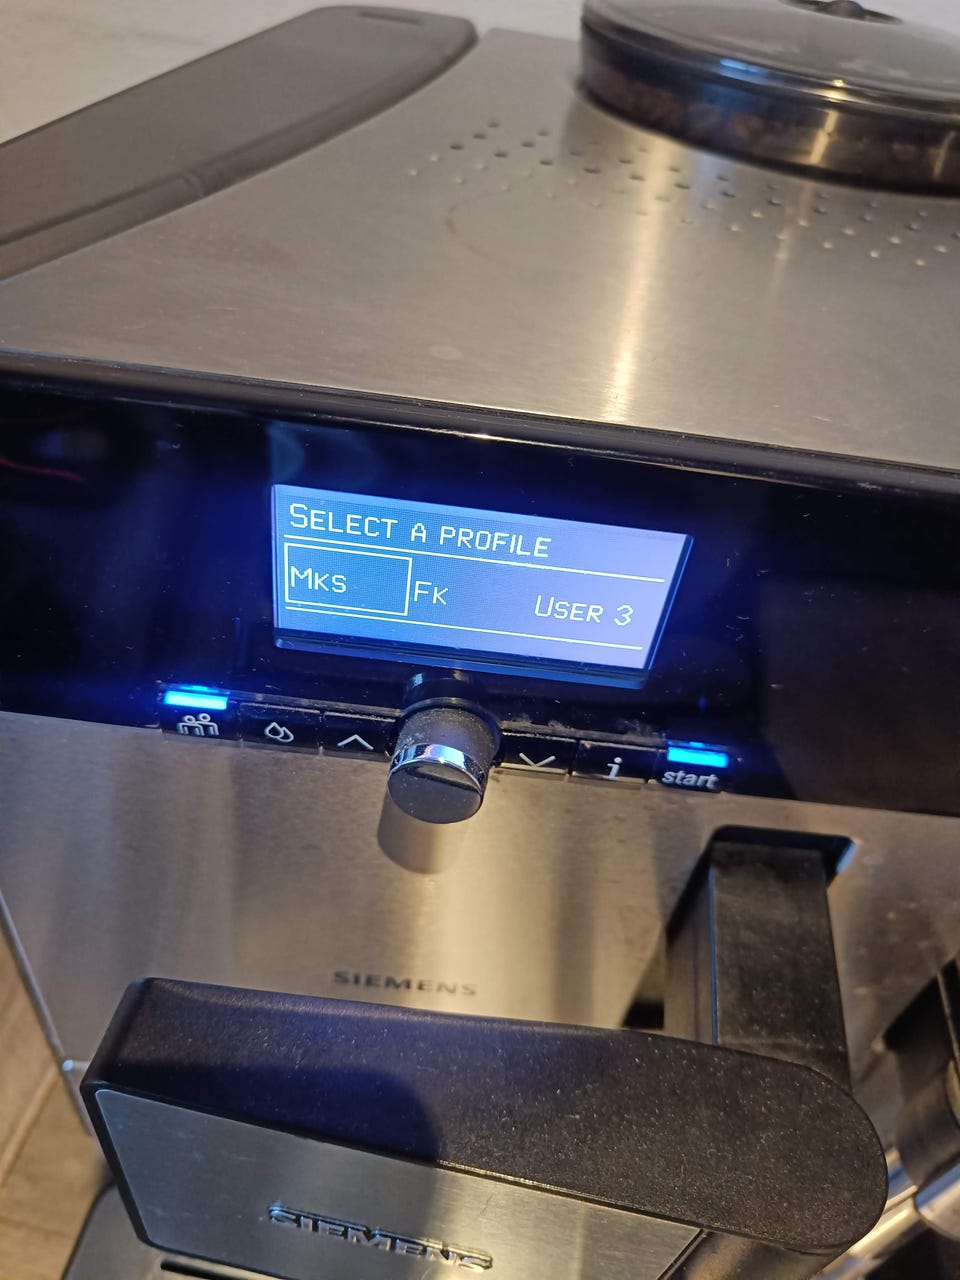 SELECT A PROFILE
MKS FK USER 3
i start
SIEMENS
SIEMENS